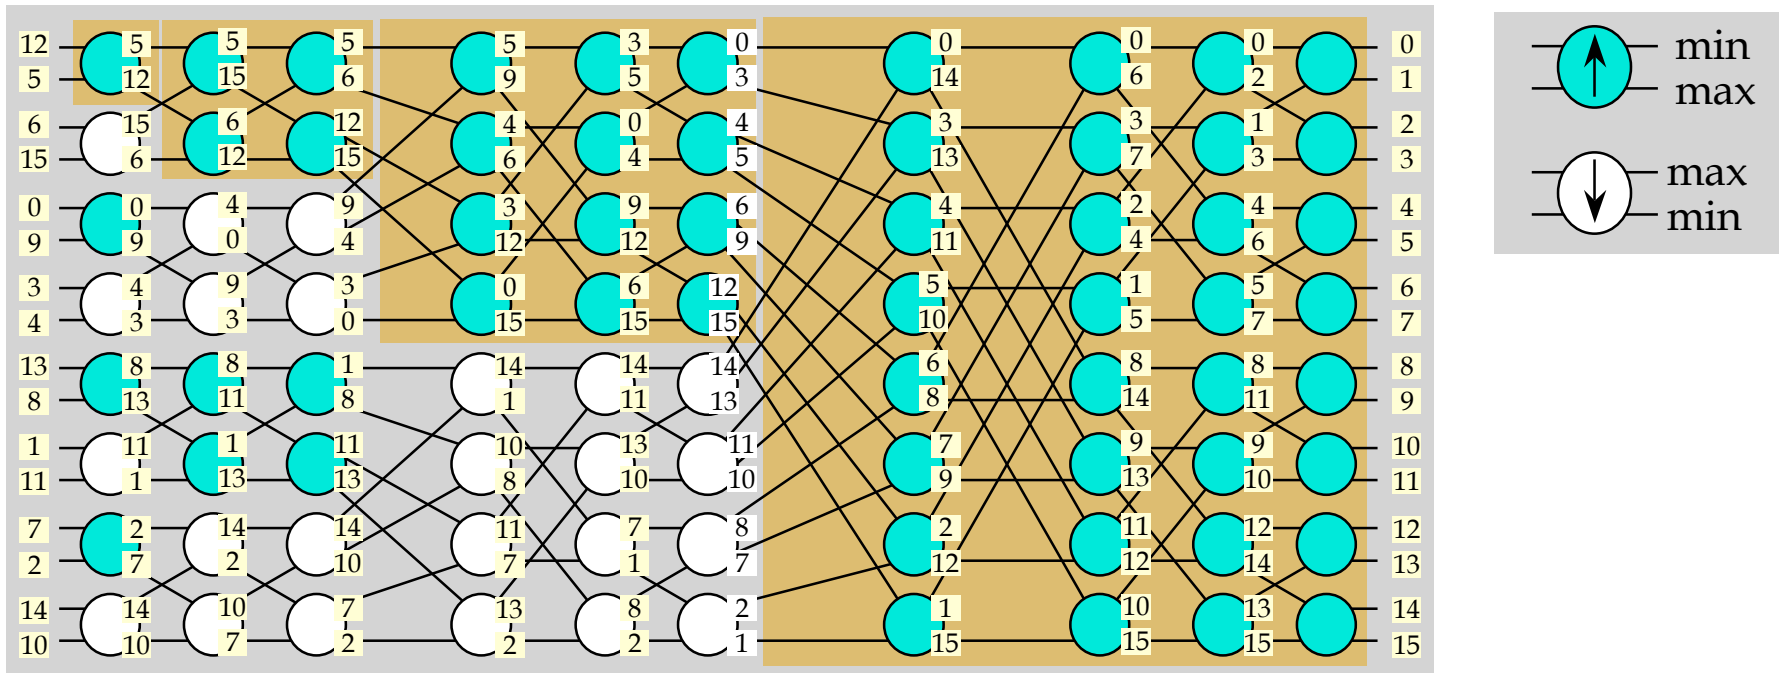 12 5 5 5 5 3 0 0 0 0 0
5 12 15 6 9 5 3 14 6 2 1
6 15 6 12 4 0 4 3 3 1 2
15 6 12 15 6 4 5 13 7 3 3
0 0 4 9 3 9 6 4 2 4 4
9 9 0 4 12 12 9 11 4 6 5
3 4 9 3 0 6 12 5 1 5 6
4 3 3 0 15 15 15 10 5 7 7
13 8 8 1 14 14 14 6 8 8 8
8 13 11 8 1 11 13 8 14 11 9
1 11 1 11 10 13 11 7 9 9 10
11 1 13 13 8 10 10 9 13 10 11
7 2 14 14 11 7 8 2 11 12 12
2 7 2 10 7 1 7 12 12 14 13
14 14 10 7 13 8 2 1 10 13 14
10 10 7 2 2 2 1 15 15 15 15
min
max
max
min